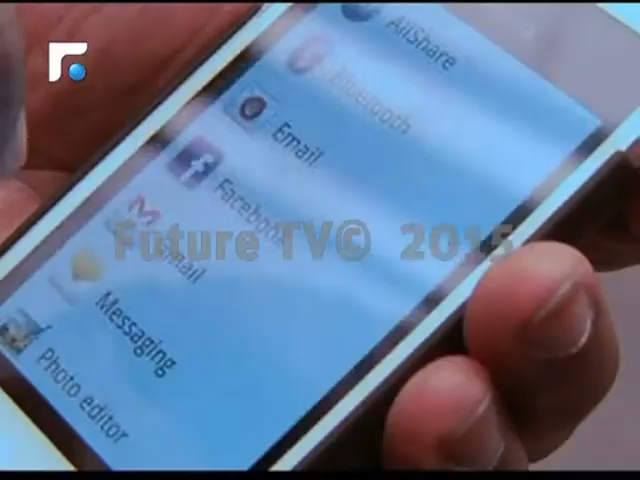 AllShare
Bluetooth
Email
Facebook
Gmail
Messaging
Photo editor
Future TV© 2015